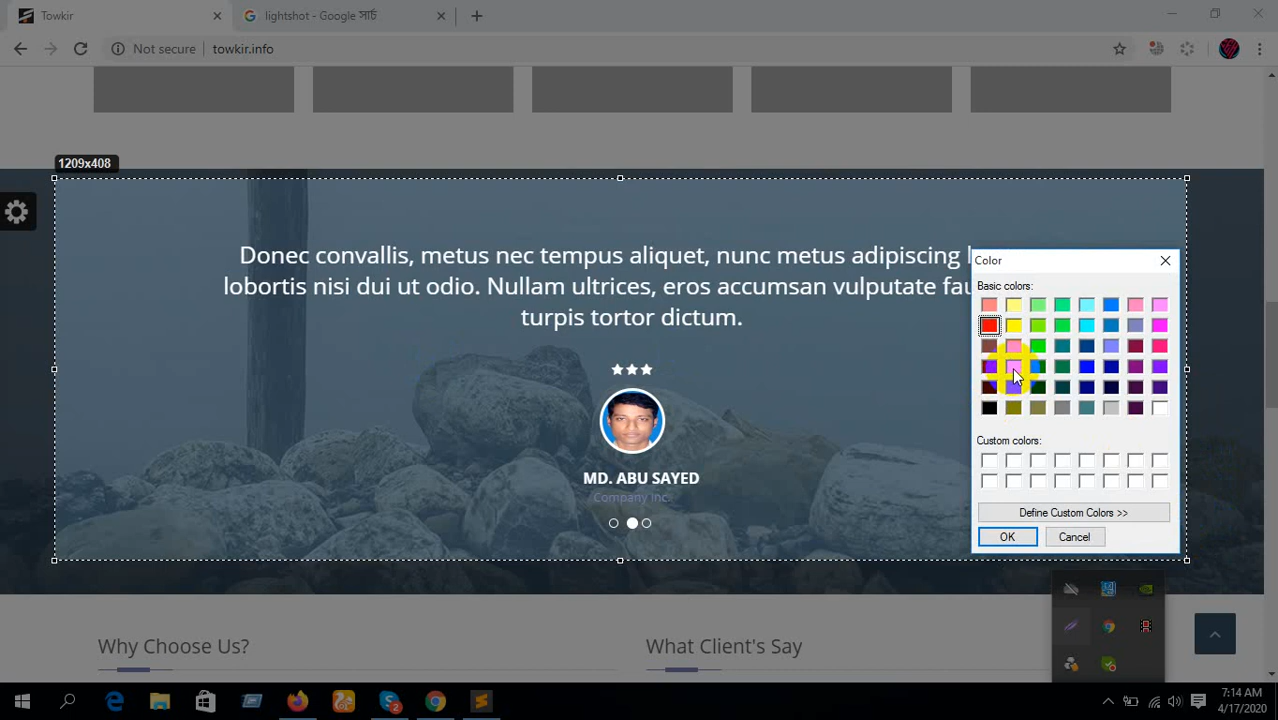 Towkir
lightshot - Google সার্চ
Not secure
towkir.info
1209x408
Donec convallis, metus nec tempus aliquet, nunc metus adipiscing
lobortis nisi dui ut odio. Nullam ultrices, eros accumsan vulputate
turpis tortor dictum.
MD. ABU SAYED
Company Inc.
Color
Basic colors:
Custom colors:
Define Custom Colors >>
OK
Cancel
Why Choose Us?
What Client's Say
7:14 AM
4/17/2020